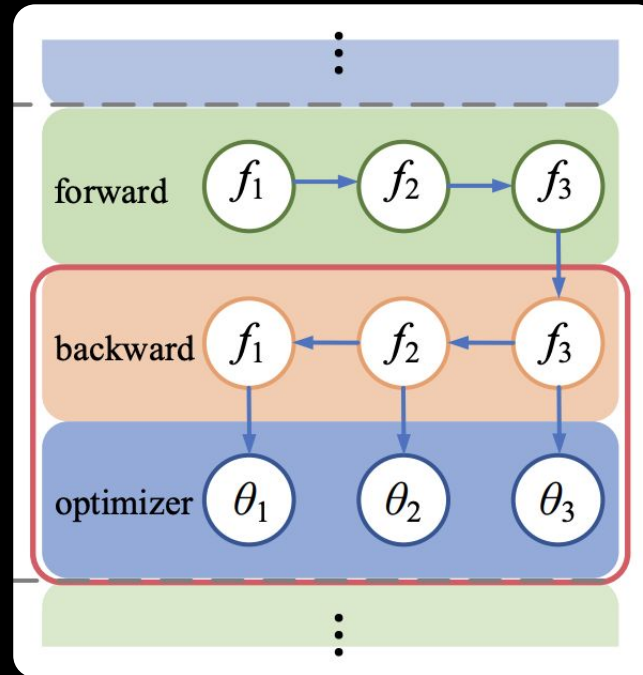 forward f₁ f₂ f₃
backward f₁ f₂ f₃
optimizer θ₁ θ₂ θ₃